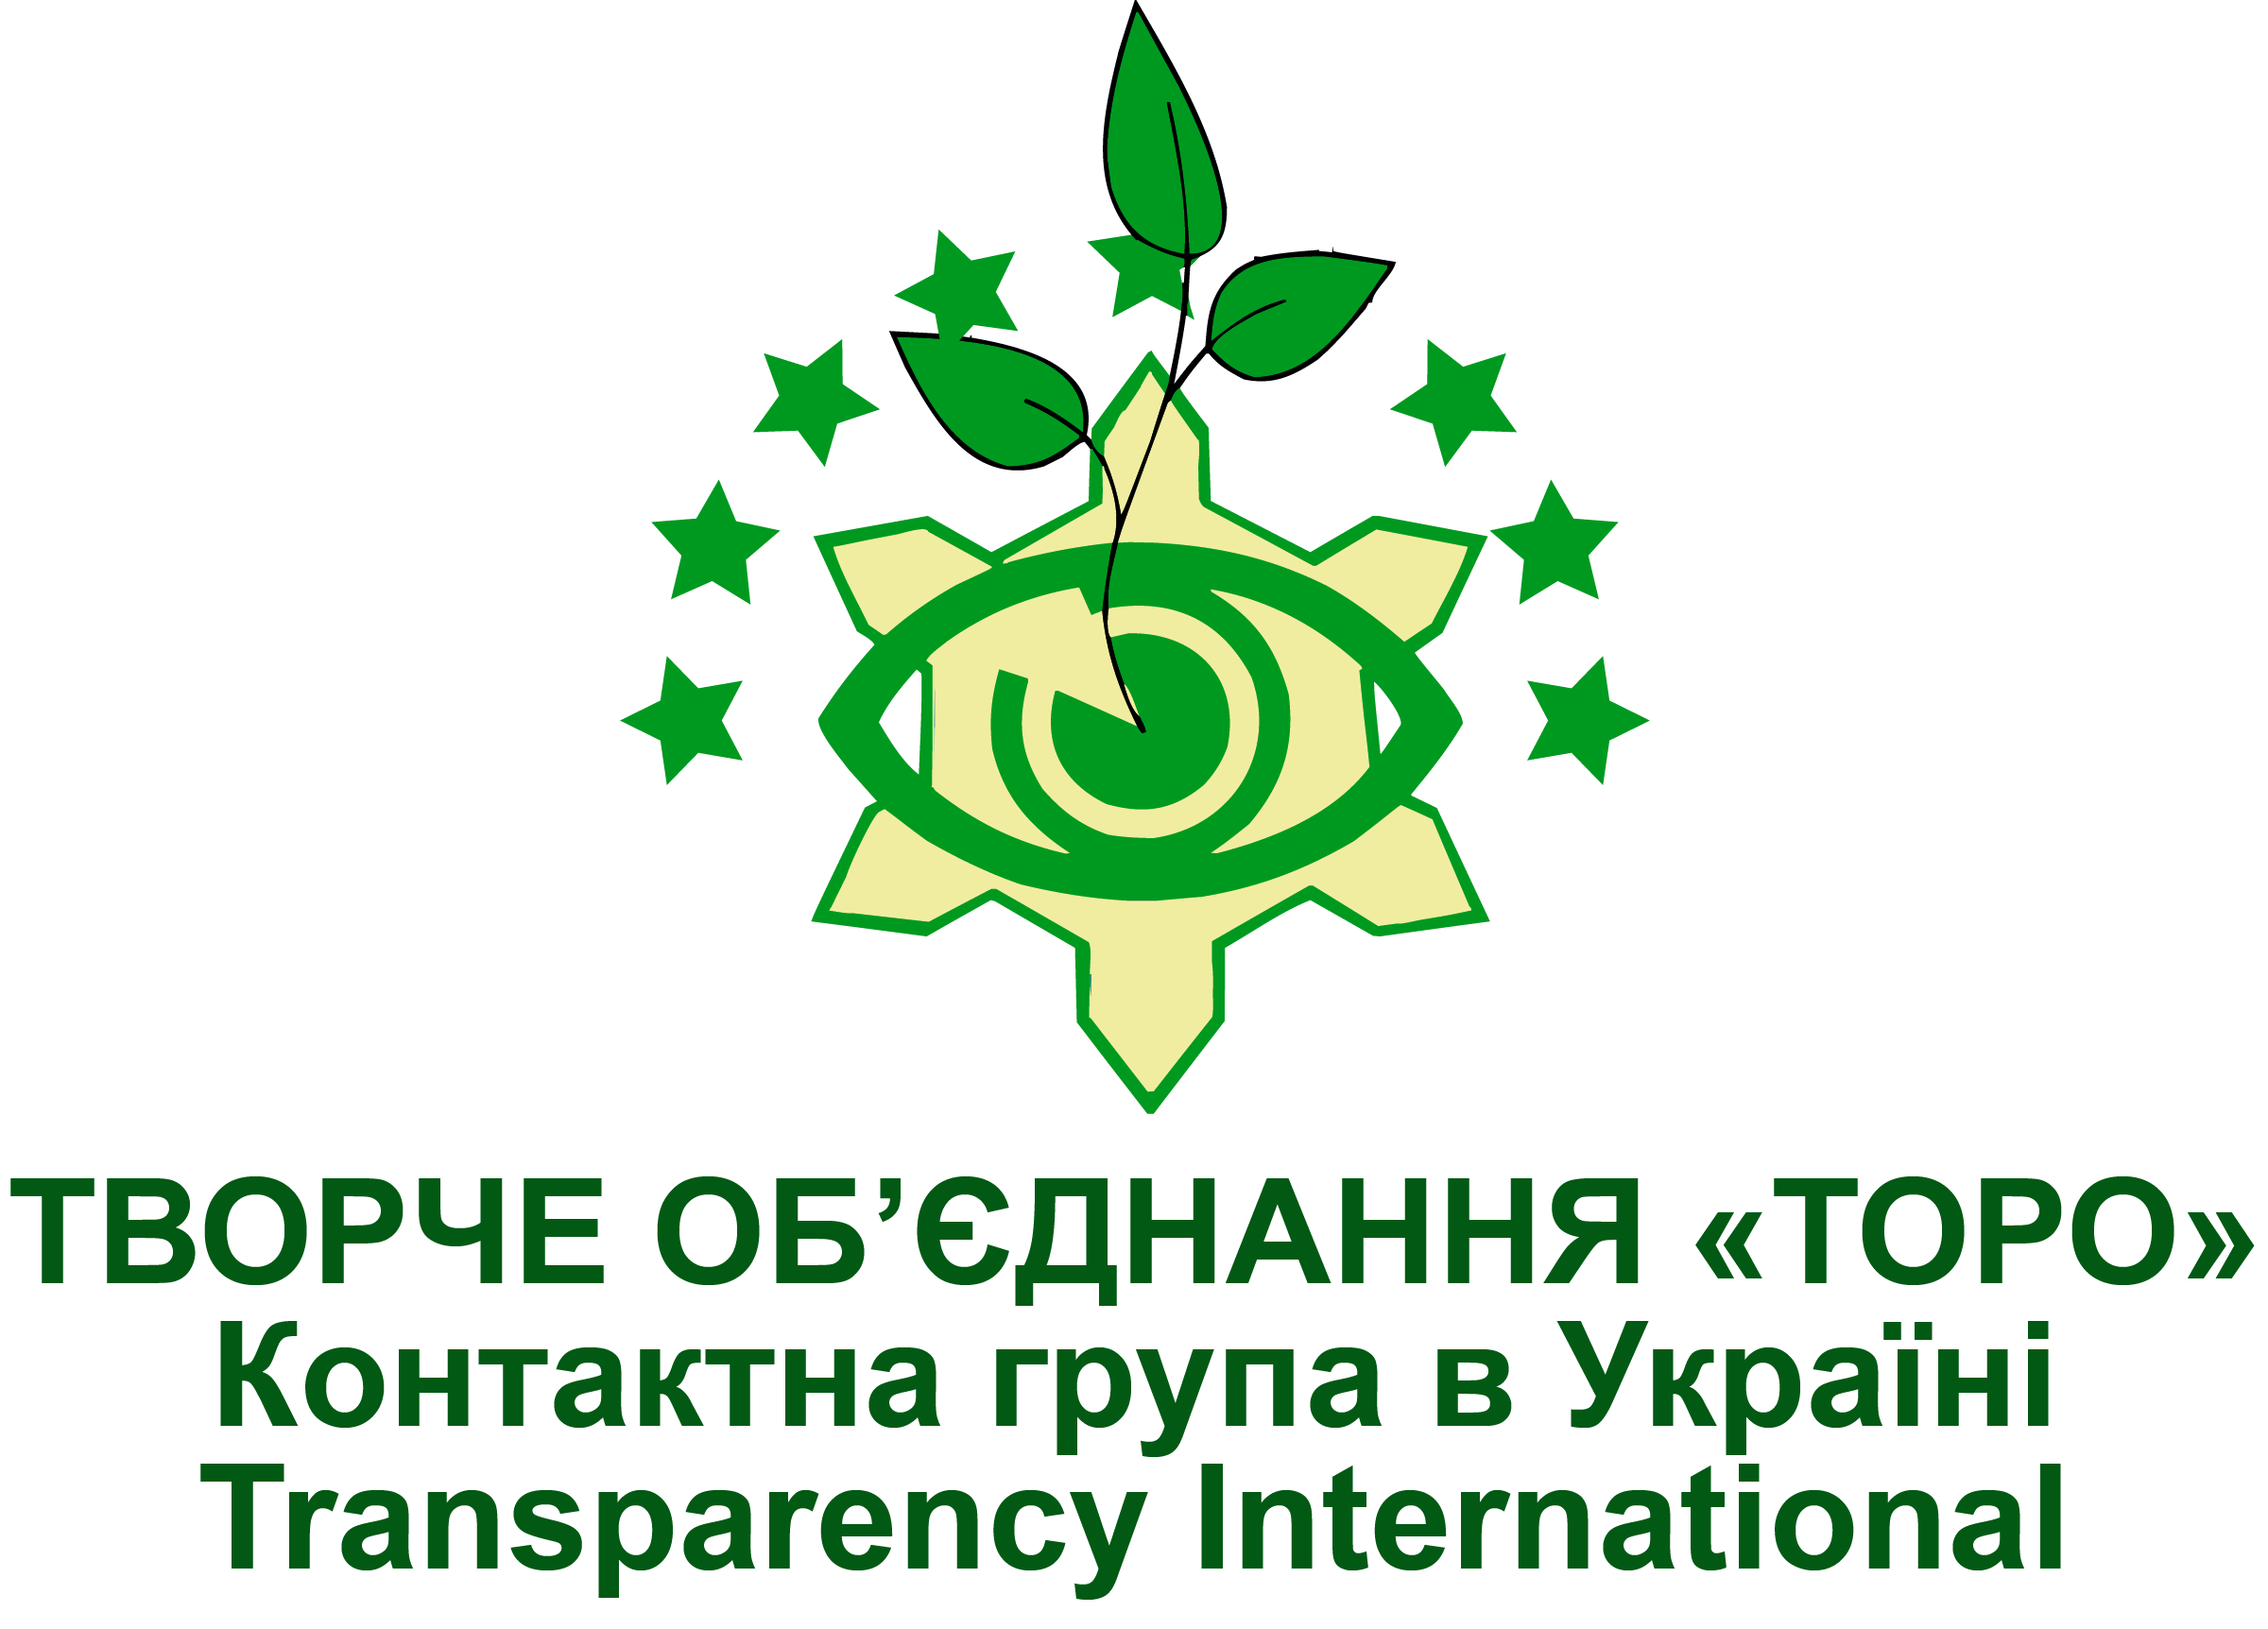 ТВОРЧЕ ОБ’ЄДНАННЯ «ТОРО»
Контактна група в Україні
Transparency International